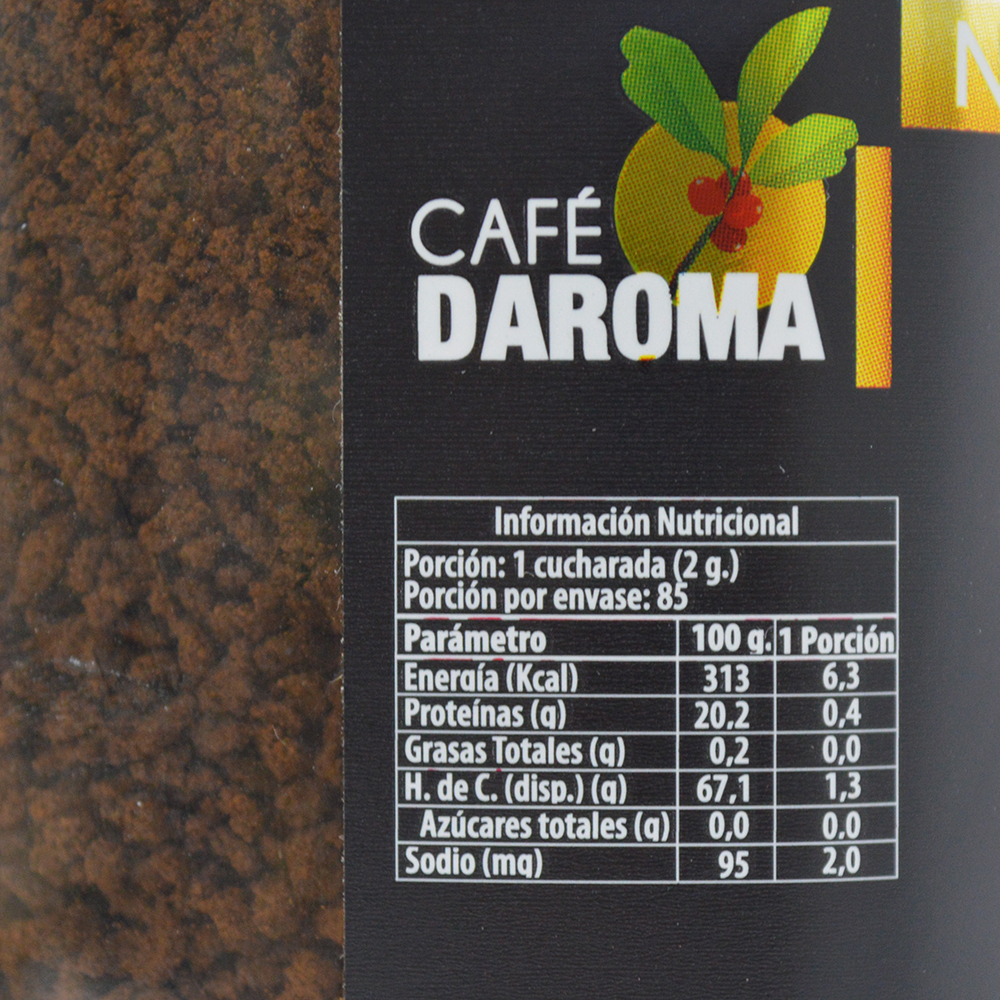 CAFÉ
DAROMA
Información Nutricional
Porción: 1 cucharada (2 g.)
Porción por envase: 85
Parámetro 100 g. 1 Porción
Energía (Kcal) 313 6,3
Proteínas (g) 20,2 0,4
Grasas Totales (g) 0,2 0,0
H. de C. (disp.) (g) 67,1 1,3
Azúcares totales (g) 0,0 0,0
Sodio (mg) 95 2,0